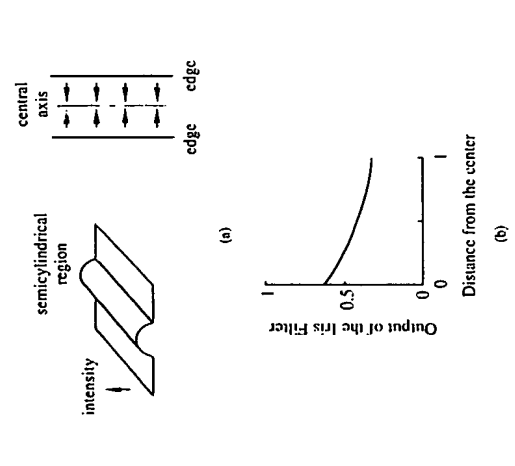 intensity
semicylindrical
region
central
axis
edge
edge
(a)
Output of the Iris Filter
1
0.5
0
0
1
Distance from the center
(b)